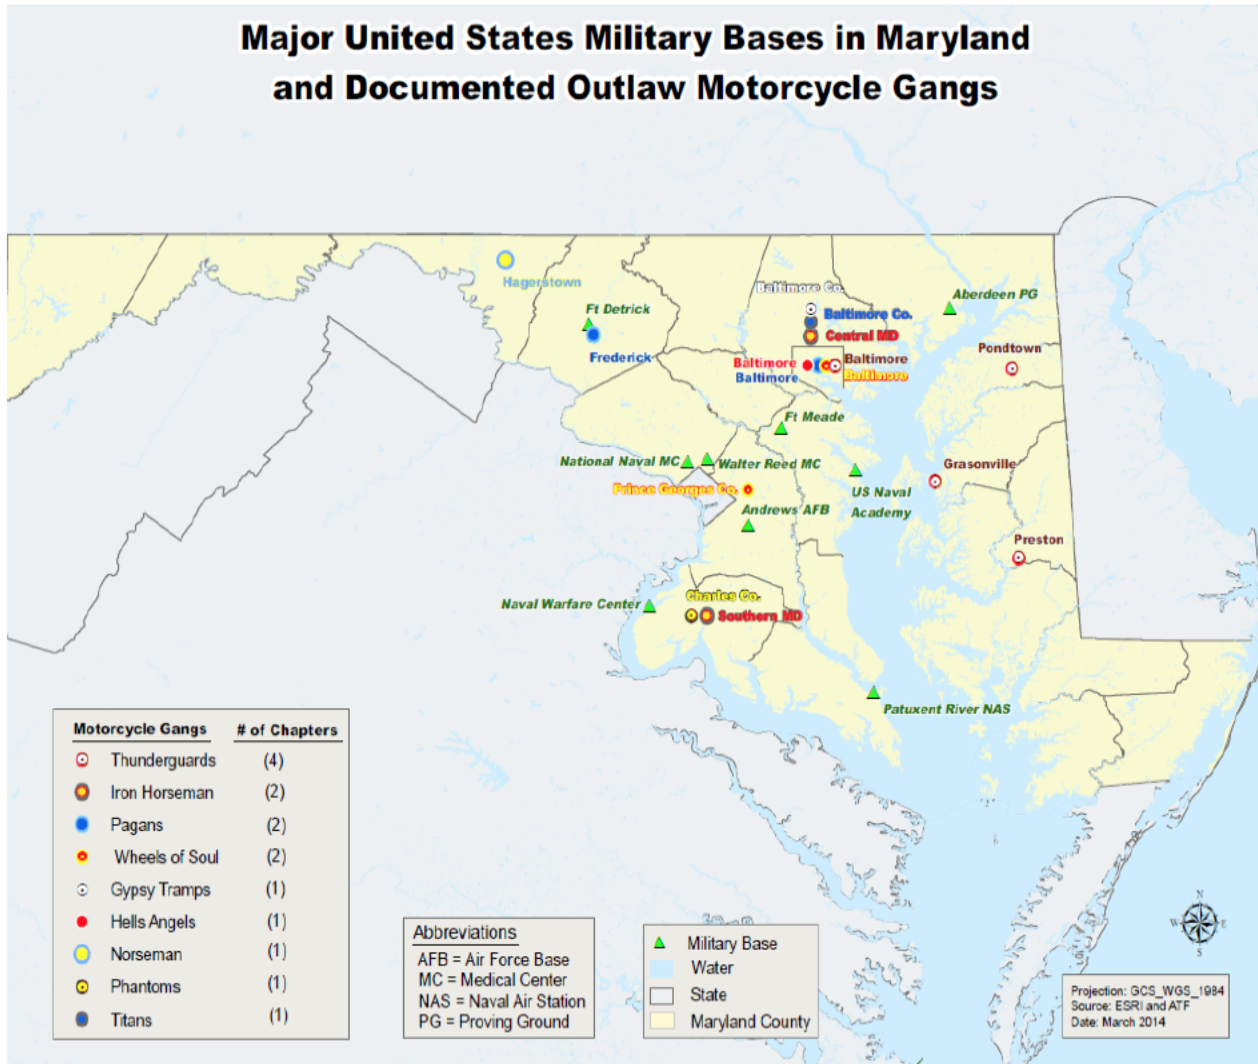 Major United States Military Bases in Maryland
and Documented Outlaw Motorcycle Gangs
Hagerstown
Ft Detrick
Frederick
Baltimore Co.
Baltimore Co.
Central MD
Aberdeen PG
Pondtown
Baltimore
Baltimore
Baltimore
Baltimore
Ft Meade
National Naval MC
Walter Reed MC
Grasonville
Prince Georges Co.
US Naval
Academy
Andrews AFB
Preston
Naval Warfare Center
Charles Co.
Southern MD
Patuxent River NAS
Motorcycle Gangs # of Chapters
Thunderguards (4)
Iron Horseman (2)
Pagans (2)
Wheels of Soul (2)
Gypsy Tramps (1)
Hells Angels (1)
Norseman (1)
Phantoms (1)
Titans (1)
Abbreviations
AFB = Air Force Base
MC = Medical Center
NAS = Naval Air Station
PG = Proving Ground
Military Base
Water
State
Maryland County
N
W E
S
Projection: GCS_WGS_1984
Source: ESRI and ATF
Date: March 2014